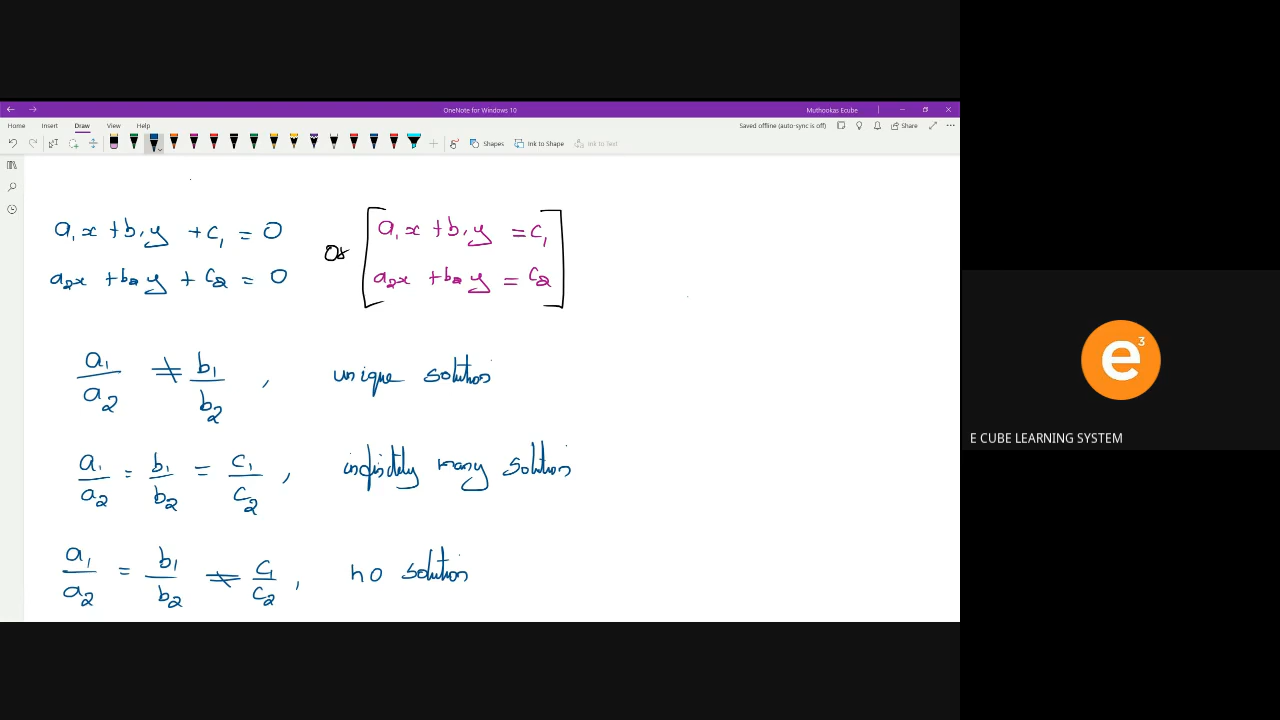 OneNote for Windows 10
Muthookas Ecube
Home Insert Draw View Help
Saved offline (auto-sync is off) Share
Shapes Ink to Shape Ink to Text
a₁x + b₁y + c₁ = 0
a₂x + b₂y + c₂ = 0
Or
a₁x + b₁y = c₁
a₂x + b₂y = c₂
a₁/a₂ ≠ b₁/b₂ , unique solution
a₁/a₂ = b₁/b₂ = c₁/c₂ , infinitely many solution
a₁/a₂ = b₁/b₂ ≠ c₁/c₂ , no solution
e³
E CUBE LEARNING SYSTEM